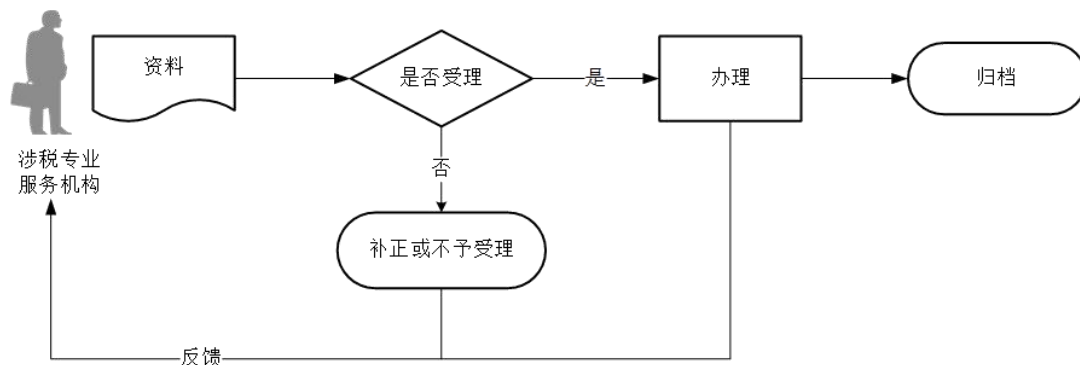 资料
是否受理
是
办理
归档
涉税专业
服务机构
否
补正或不予受理
反馈